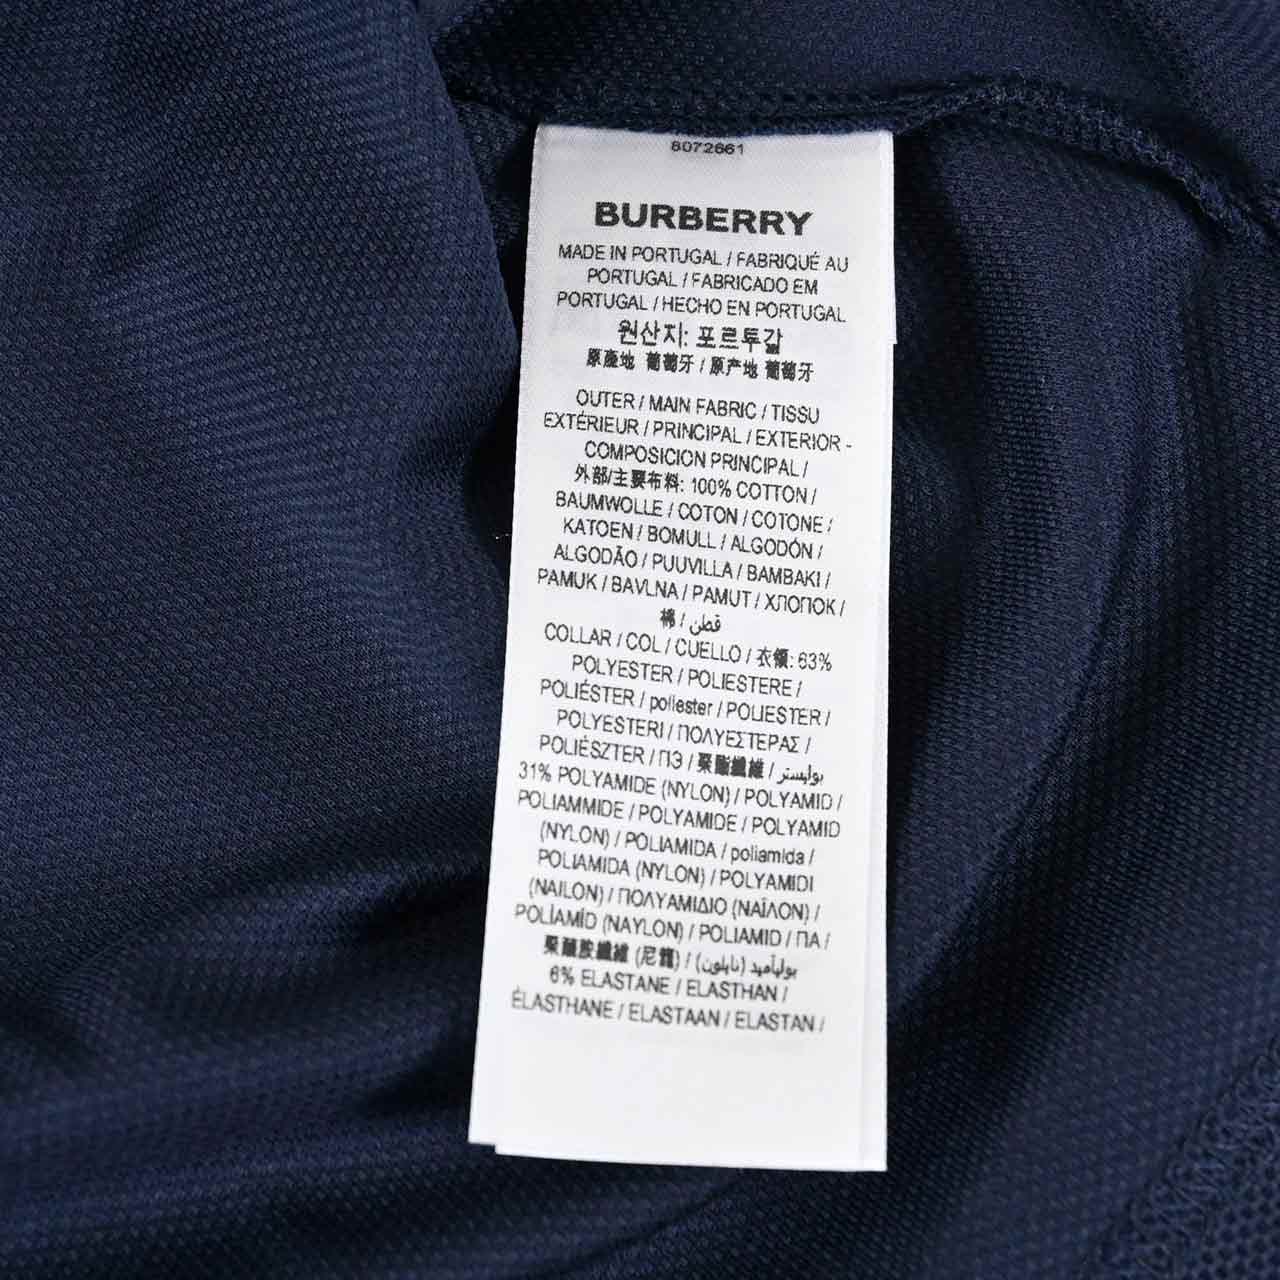 8072661
BURBERRY
MADE IN PORTUGAL / FABRIQUÉ AU
PORTUGAL / FABRICADO EM
PORTUGAL / HECHO EN PORTUGAL
원산지: 포르투갈
原產地 葡萄牙 / 原产地 葡萄牙
OUTER / MAIN FABRIC / TISSU
EXTÉRIEUR / PRINCIPAL / EXTERIOR -
COMPOSICION PRINCIPAL /
外部/主要布料: 100% COTTON /
BAUMWOLLE / COTON / COTONE /
KATOEN / BOMULL / ALGODÓN /
ALGODÃO / PUUVILLA / BAMBAKI /
PAMUK / BAVLNA / PAMUT / ХЛОПОК /
棉 / قطن
COLLAR / COL / CUELLO / 衣領: 63%
POLYESTER / POLIESTERE /
POLIÉSTER / poliester / POLIESTER /
POLYESTERI / ΠΟΛΥΕΣΤΕΡΑΣ /
POLIÉSZTER / ПЭ / 聚酯纖維 / بوليستر
31% POLYAMIDE (NYLON) / POLYAMID /
POLIAMMIDE / POLYAMIDE / POLYAMID
(NYLON) / POLIAMIDA / poliamida /
POLIAMIDA (NYLON) / POLYAMIDI
(NAILON) / ΠΟΛΥΑΜΙΔΙΟ (ΝΑΪΛΟΝ) /
POLÍAMÍD (NAYLON) / POLIAMID / ПА /
聚醯胺纖維 (尼龍) / بولياميد (نايلون)
6% ELASTANE / ELASTHAN /
ÉLASTHANE / ELASTAAN / ELASTAN /